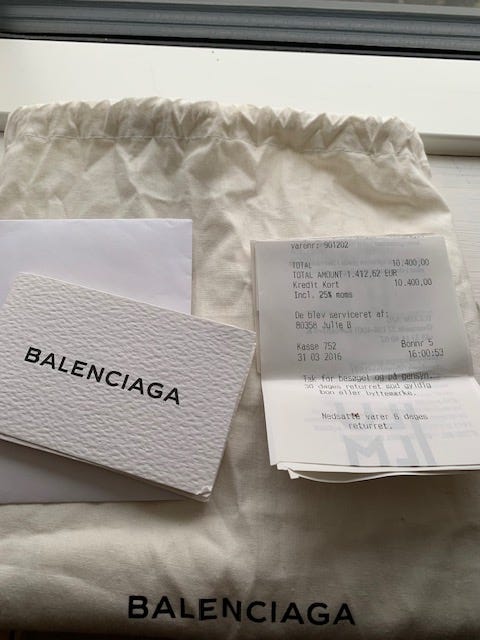 varenr: 901202
TOTAL 10.400,00
TOTAL AMOUNT 1.412,62 EUR
Kredit Kort 10.400,00
Incl. 25% moms
De blev serviceret af:
80358 Julie B
Kasse 752 Bonnr 5
31 03 2016 16:00:53
Tak for besøget og på gensyn.
30 dages returret mod gyldig
bon eller byttemærke.
Nedsatte varer 8 dages
returret.
BALENCIAGA
BALENCIAGA